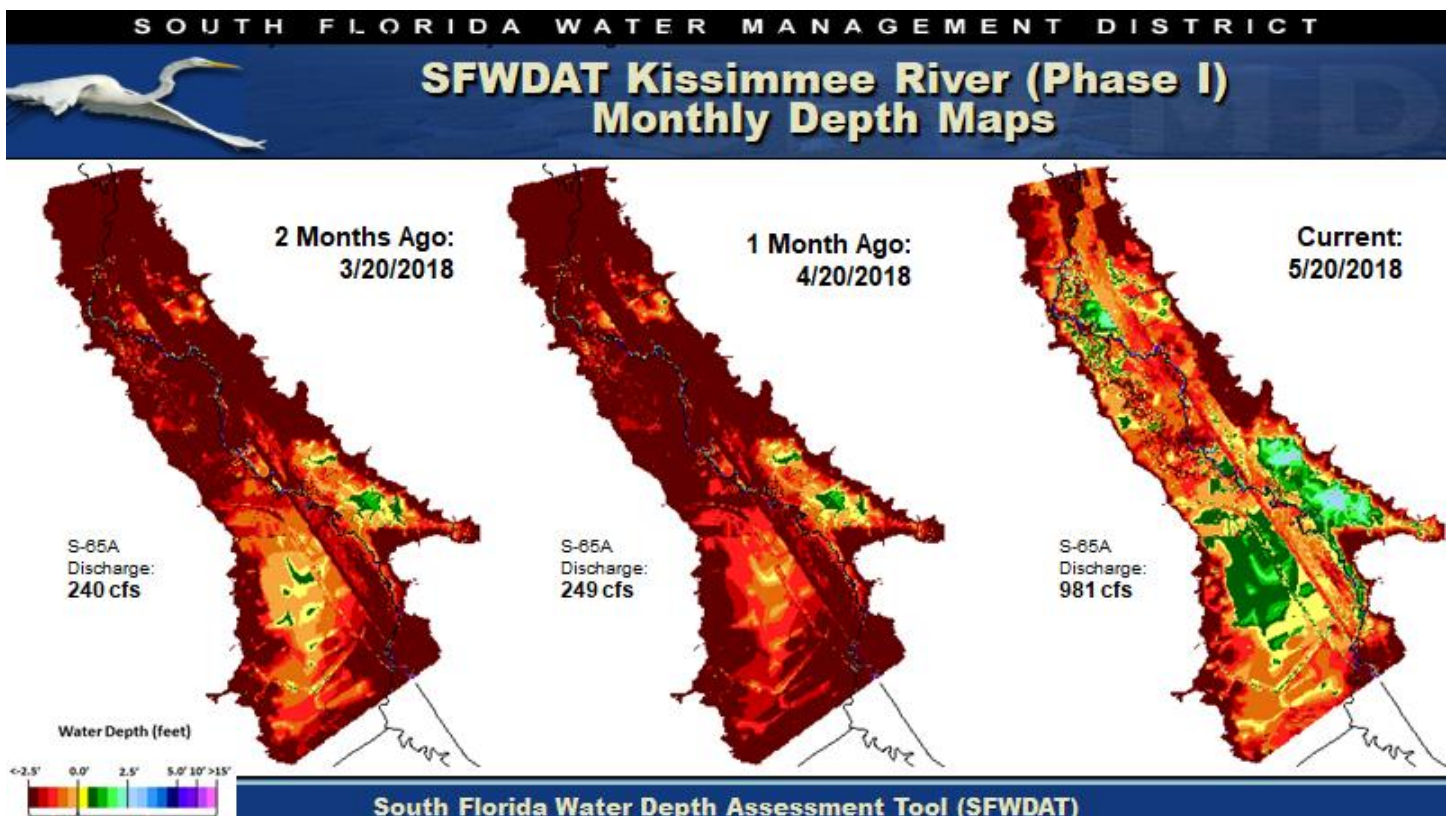 SOUTH FLORIDA WATER MANAGEMENT DISTRICT
SFWDAT Kissimmee River (Phase I)
Monthly Depth Maps
2 Months Ago:
3/20/2018
1 Month Ago:
4/20/2018
Current:
5/20/2018
S-65A
Discharge:
240 cfs
S-65A
Discharge:
249 cfs
S-65A
Discharge:
981 cfs
Water Depth (feet)
<-2.5' 0.0' 2.5' 5.0' 10' >15'
South Florida Water Depth Assessment Tool (SFWDAT)